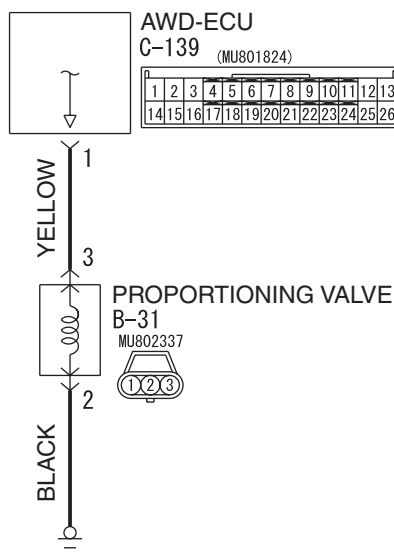 AWD-ECU
C-139 (MU801824)
1 2 3 4 5 6 7 8 9 10 11 12 13
14 15 16 17 18 19 20 21 22 23 24 25 26
1
YELLOW
3
PROPORTIONING VALVE
B-31
MU802337
1 2 3
2
BLACK